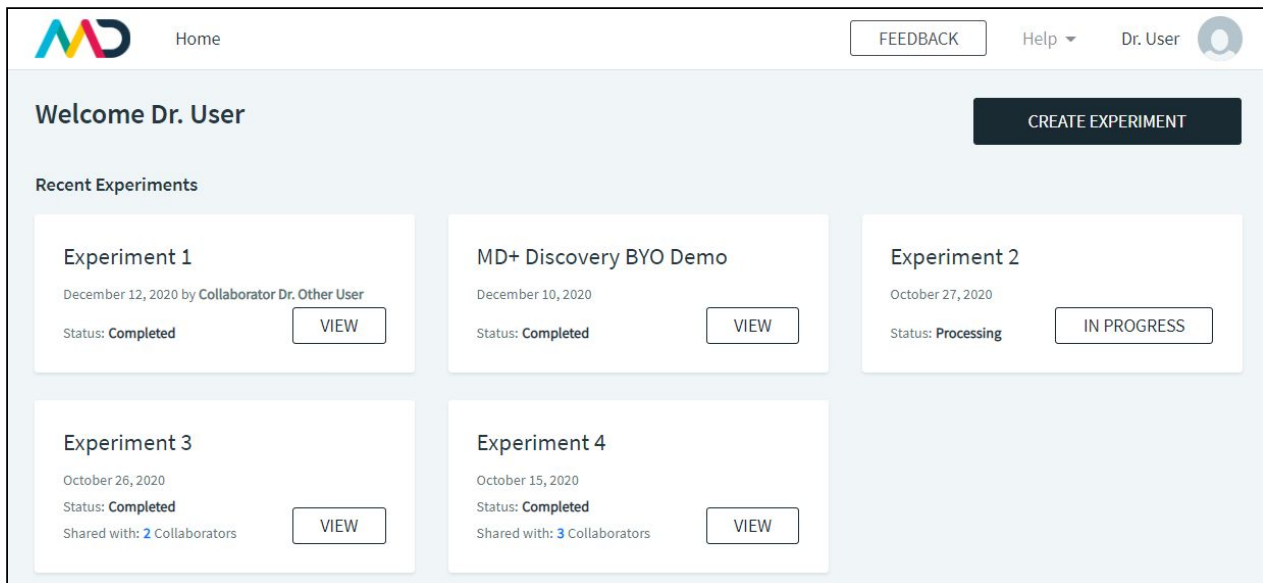 MD
Home
FEEDBACK
Help
Dr. User
Welcome Dr. User
CREATE EXPERIMENT
Recent Experiments
Experiment 1
December 12, 2020 by Collaborator Dr. Other User
Status: Completed
VIEW
MD+ Discovery BYO Demo
December 10, 2020
Status: Completed
VIEW
Experiment 2
October 27, 2020
Status: Processing
IN PROGRESS
Experiment 3
October 26, 2020
Status: Completed
Shared with: 2 Collaborators
VIEW
Experiment 4
October 15, 2020
Status: Completed
Shared with: 3 Collaborators
VIEW